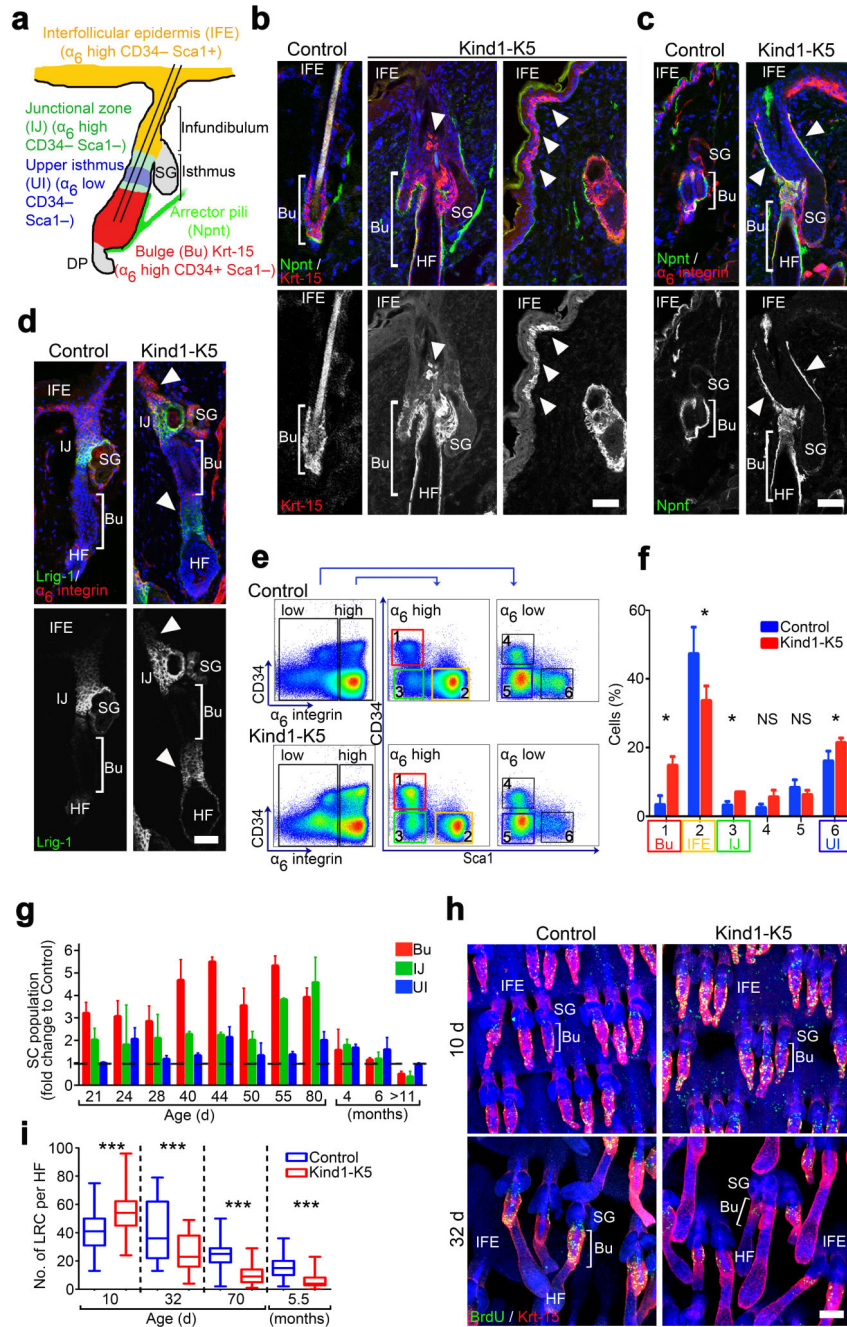 a
Interfollicular epidermis (IFE)
(α6 high CD34– Sca1+)
Junctional zone
(IJ) (α6 high
CD34– Sca1–)
Infundibulum
Upper isthmus
(UI) (α6 low
CD34–
Sca1–)
Isthmus
SG
Arrector pili
(Npnt)
Bulge (Bu) Krt-15
(α6 high CD34+ Sca1–)
DP
b
Control
Kind1-K5
IFE
IFE
IFE
Bu
Bu
SG
HF
Npnt /
Krt-15
IFE
IFE
IFE
Bu
Bu
SG
HF
Krt-15
c
Control
Kind1-K5
IFE
IFE
SG
Bu
Bu
SG
HF
Npnt /
α6 integrin
IFE
IFE
SG
Bu
Bu
SG
HF
Npnt
d
Control
Kind1-K5
IFE
IJ
IJ
SG
SG
Bu
Bu
HF
HF
Lrig-1/
α6 integrin
IFE
IJ
IJ
SG
SG
Bu
Bu
HF
HF
Lrig-1
e
Control
low high
α6 high
α6 low
1
2
3
4
5
6
CD34
α6 integrin
CD34
Kind1-K5
low high
α6 high
α6 low
1
2
3
4
5
6
CD34
α6 integrin
Sca1
f
Control
Kind1-K5
Cells (%)
60
40
20
0
* * * NS NS *
1 2 3 4 5 6
Bu IFE IJ UI
g
SC population
(fold change to Control)
6
5
4
3
2
1
0
Bu
IJ
UI
21 24 28 40 44 50 55 80 4 6 >11
Age (d) (months)
h
Control
Kind1-K5
10 d
IFE
SG
Bu
IFE
SG
Bu
32 d
IFE
SG
Bu
HF
SG
Bu
HF
IFE
BrdU / Krt-15
i
No. of LRC per HF
100
80
60
40
20
0
*** *** *** ***
Control
Kind1-K5
10 32 70 5.5
Age (d) (months)